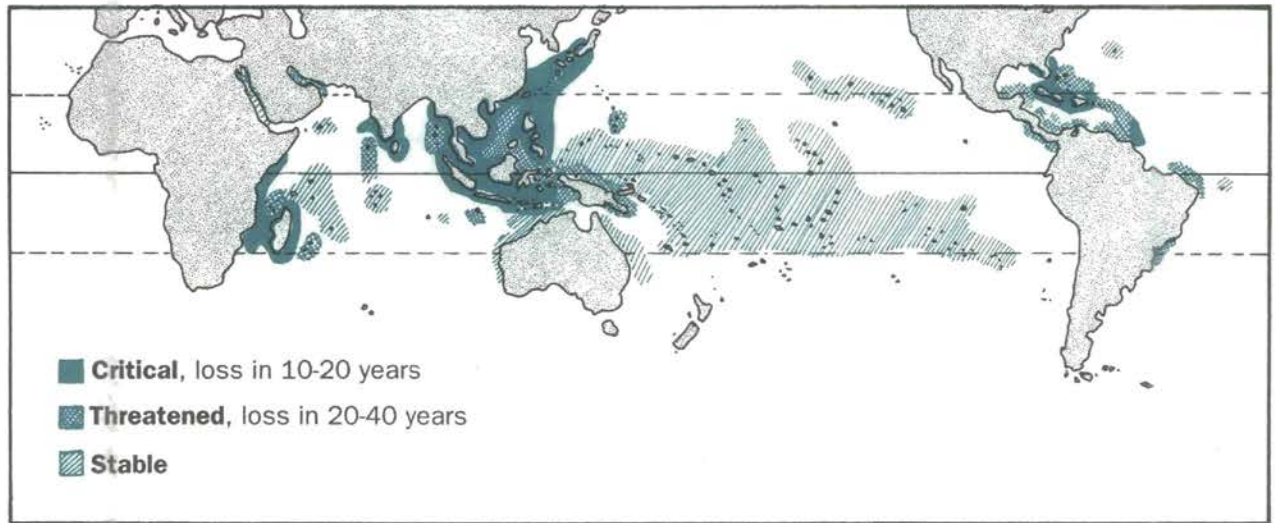 Critical, loss in 10-20 years
Threatened, loss in 20-40 years
Stable